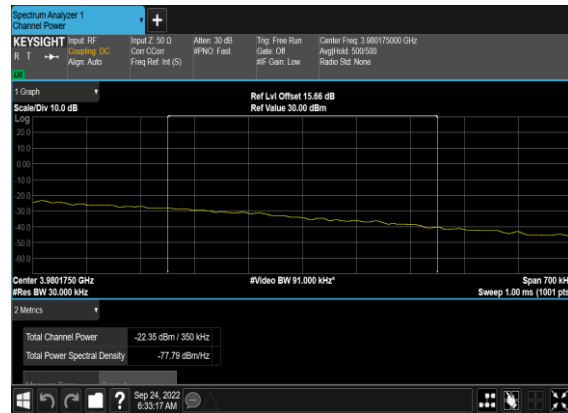 Spectrum Analyzer 1
Channel Power
+
KEYSIGHT Input: RF Input Z: 50 Ω Atten: 30 dB Trig: Free Run Center Freq: 3.980175000 GHz
R T Coupling: DC Corr CCorr #PNO: Fast Gate: Off Avg|Hold: 500/500
Align: Auto Freq Ref: Int (S) #IF Gain: Low Radio Std: None
1 Graph
Ref Lvl Offset 15.66 dB
Scale/Div 10.0 dB Ref Value 30.00 dBm
Log
20.0
10.0
0.00
-10.0
-20.0
-30.0
-40.0
-50.0
-60.0
Center 3.9801750 GHz #Video BW 91.000 kHz* Span 700 kH
#Res BW 30.000 kHz Sweep 1.00 ms (1001 pts
2 Metrics
Total Channel Power -22.35 dBm / 350 kHz
Total Power Spectral Density -77.79 dBm/Hz
?
Sep 24, 2022
6:33:17 AM